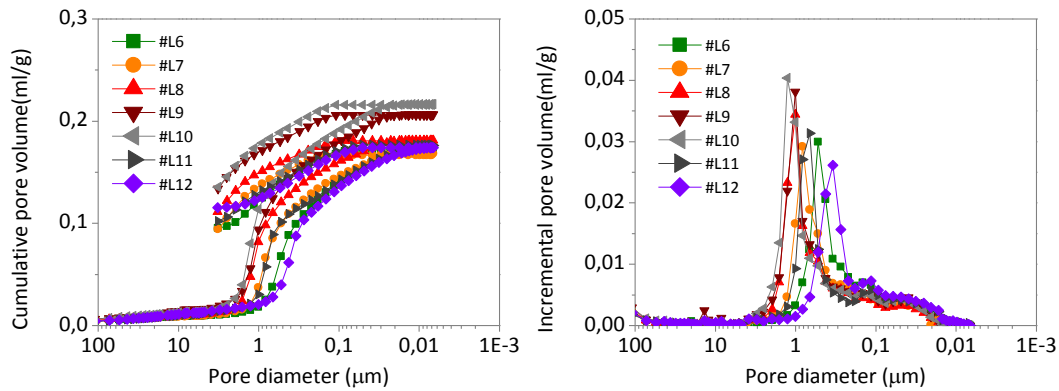 0,3
0,2
0,1
0,0
Cumulative pore volume(ml/g)
#L6
#L7
#L8
#L9
#L10
#L11
#L12
100
10
1
0,1
0,01
1E-3
Pore diameter (μm)
0,05
0,04
0,03
0,02
0,01
0,00
Incremental pore volume(ml/g)
#L6
#L7
#L8
#L9
#L10
#L11
#L12
100
10
1
0,1
0,01
1E-3
Pore diameter (μm)